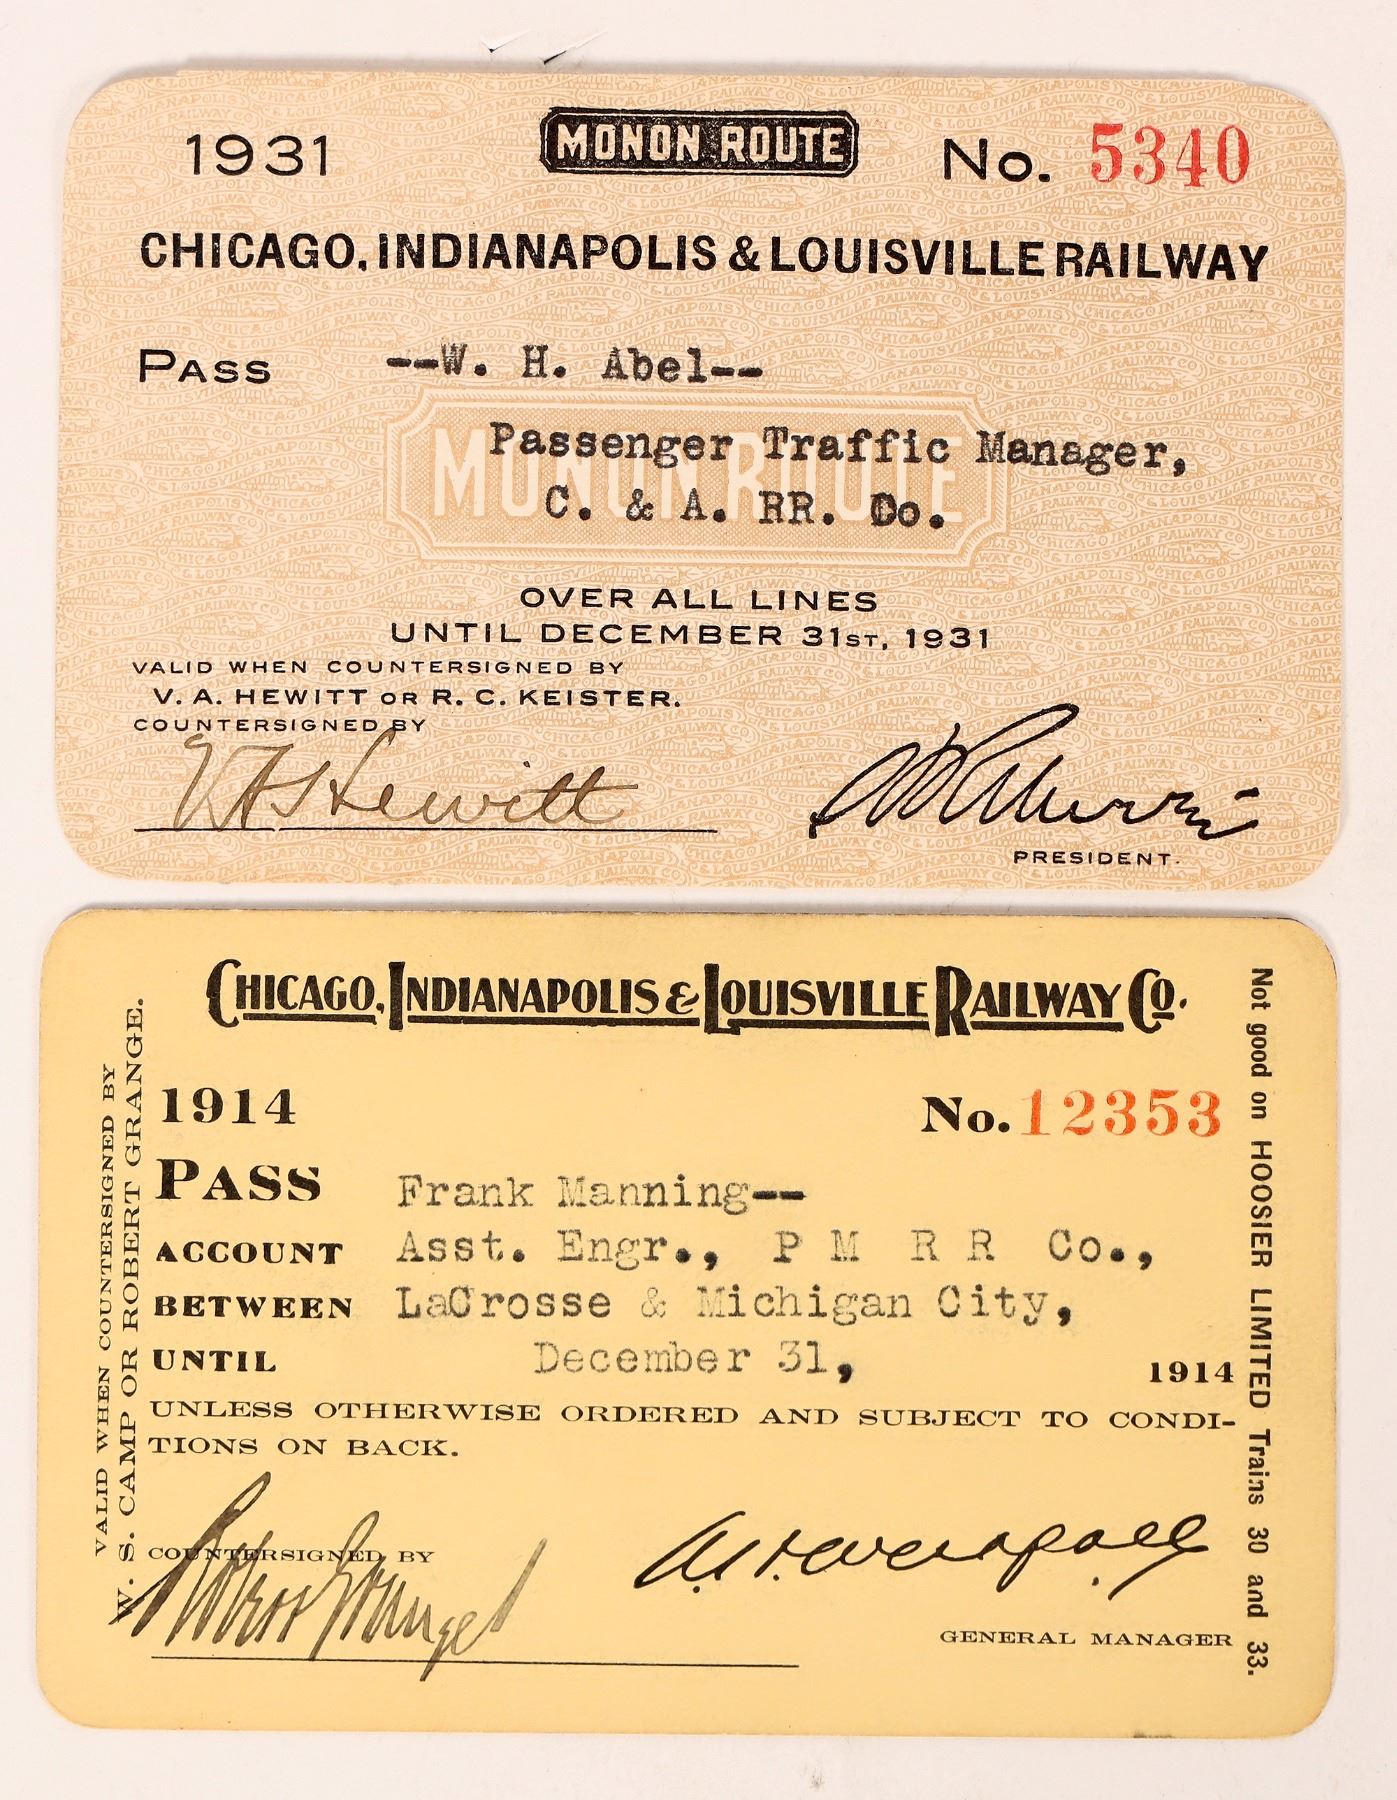 1931
MONON ROUTE
No. 5340
CHICAGO, INDIANAPOLIS & LOUISVILLE RAILWAY
PASS --W. H. Abel--
Passenger Traffic Manager,
C. & A. RR. Co.
MONON ROUTE
OVER ALL LINES
UNTIL DECEMBER 31ST, 1931
VALID WHEN COUNTERSIGNED BY
V. A. HEWITT OR R. C. KEISTER.
COUNTERSIGNED BY
V A Hewitt
PRESIDENT.
CHICAGO, INDIANAPOLIS & LOUISVILLE RAILWAY CO.
1914 No. 12353
PASS Frank Manning--
ACCOUNT Asst. Engr., P M R R Co.,
BETWEEN LaCrosse & Michigan City,
UNTIL December 31, 1914
UNLESS OTHERWISE ORDERED AND SUBJECT TO CONDI-
TIONS ON BACK.
COUNTERSIGNED BY
Robert Grange
GENERAL MANAGER
VALID WHEN COUNTERSIGNED BY
W. S. CAMP OR ROBERT GRANGE.
Not good on HOOSIER LIMITED Trains 30 and 33.